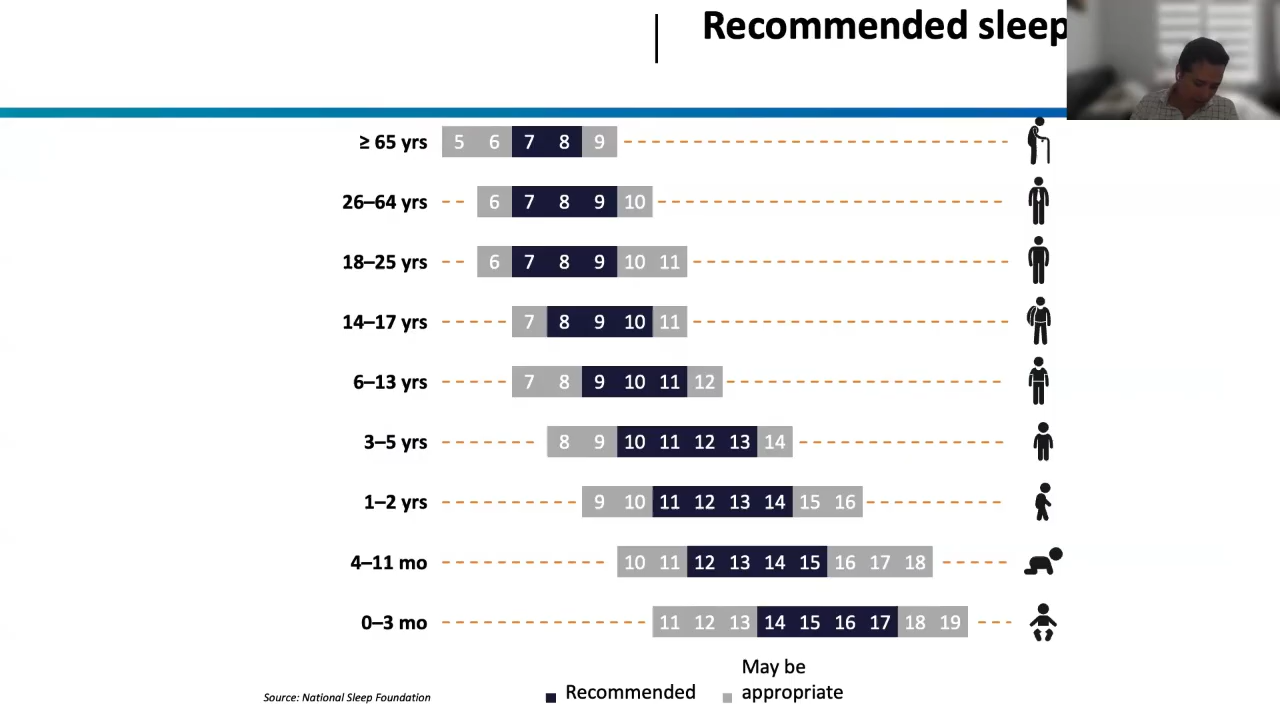 Recommended sleep
≥ 65 yrs 5 6 7 8 9
26–64 yrs 6 7 8 9 10
18–25 yrs 6 7 8 9 10 11
14–17 yrs 7 8 9 10 11
6–13 yrs 7 8 9 10 11 12
3–5 yrs 8 9 10 11 12 13 14
1–2 yrs 9 10 11 12 13 14 15 16
4–11 mo 10 11 12 13 14 15 16 17 18
0–3 mo 11 12 13 14 15 16 17 18 19
Source: National Sleep Foundation
Recommended
May be
appropriate